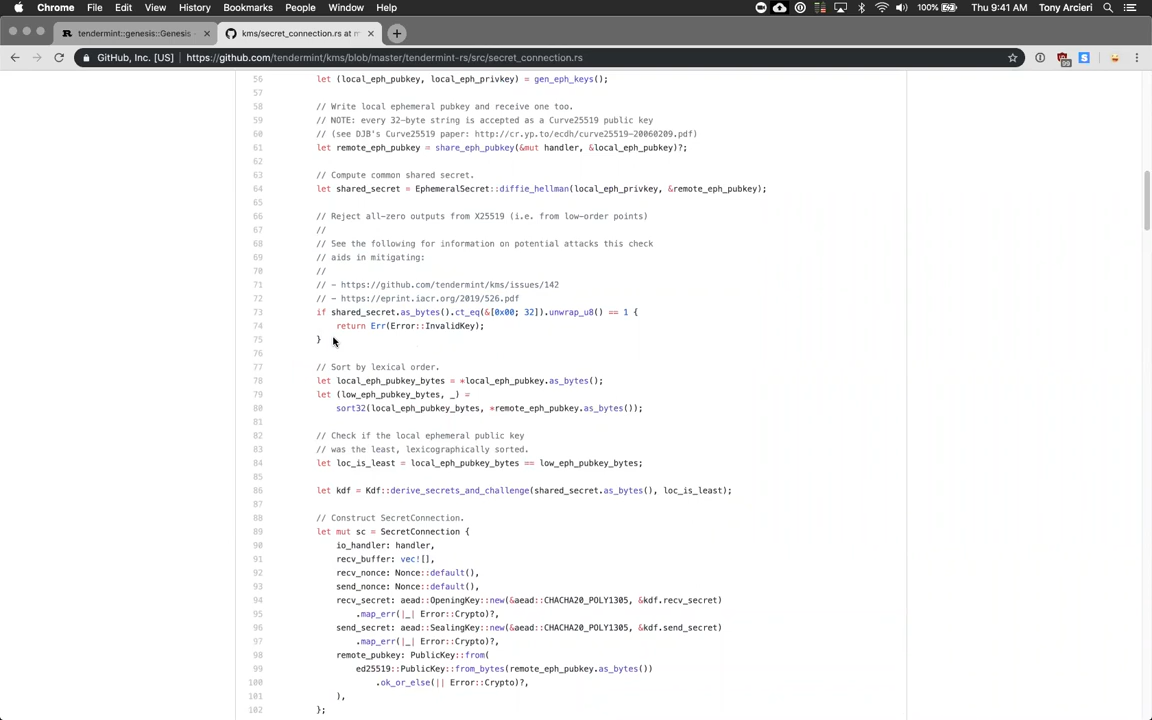 Chrome File Edit View History Bookmarks People Window Help 100% Thu 9:41 AM Tony Arcieri
tendermint::genesis::Genesis - kms/secret_connection.rs at m
GitHub, Inc. [US] https://github.com/tendermint/kms/blob/master/tendermint-rs/src/secret_connection.rs
56 let (local_eph_pubkey, local_eph_privkey) = gen_eph_keys();
57
58 // Write local ephemeral pubkey and receive one too.
59 // NOTE: every 32-byte string is accepted as a Curve25519 public key
60 // (see DJB's Curve25519 paper: http://cr.yp.to/ecdh/curve25519-20060209.pdf)
61 let remote_eph_pubkey = share_eph_pubkey(&mut handler, &local_eph_pubkey)?;
62
63 // Compute common shared secret.
64 let shared_secret = EphemeralSecret::diffie_hellman(local_eph_privkey, &remote_eph_pubkey);
65
66 // Reject all-zero outputs from X25519 (i.e. from low-order points)
67 //
68 // See the following for information on potential attacks this check
69 // aids in mitigating:
70 //
71 // - https://github.com/tendermint/kms/issues/142
72 // - https://eprint.iacr.org/2019/526.pdf
73 if shared_secret.as_bytes().ct_eq(&[0x00; 32]).unwrap_u8() == 1 {
74 return Err(Error::InvalidKey);
75 }
76
77 // Sort by lexical order.
78 let local_eph_pubkey_bytes = *local_eph_pubkey.as_bytes();
79 let (low_eph_pubkey_bytes, _) =
80 sort32(local_eph_pubkey_bytes, *remote_eph_pubkey.as_bytes());
81
82 // Check if the local ephemeral public key
83 // was the least, lexicographically sorted.
84 let loc_is_least = local_eph_pubkey_bytes == low_eph_pubkey_bytes;
85
86 let kdf = Kdf::derive_secrets_and_challenge(shared_secret.as_bytes(), loc_is_least);
87
88 // Construct SecretConnection.
89 let mut sc = SecretConnection {
90 io_handler: handler,
91 recv_buffer: vec![],
92 recv_nonce: Nonce::default(),
93 send_nonce: Nonce::default(),
94 recv_secret: aead::OpeningKey::new(&aead::CHACHA20_POLY1305, &kdf.recv_secret)
95 .map_err(|_| Error::Crypto)?,
96 send_secret: aead::SealingKey::new(&aead::CHACHA20_POLY1305, &kdf.send_secret)
97 .map_err(|_| Error::Crypto)?,
98 remote_pubkey: PublicKey::from(
99 ed25519::PublicKey::from_bytes(remote_eph_pubkey.as_bytes())
100 .ok_or_else(|| Error::Crypto)?,
101 ),
102 };